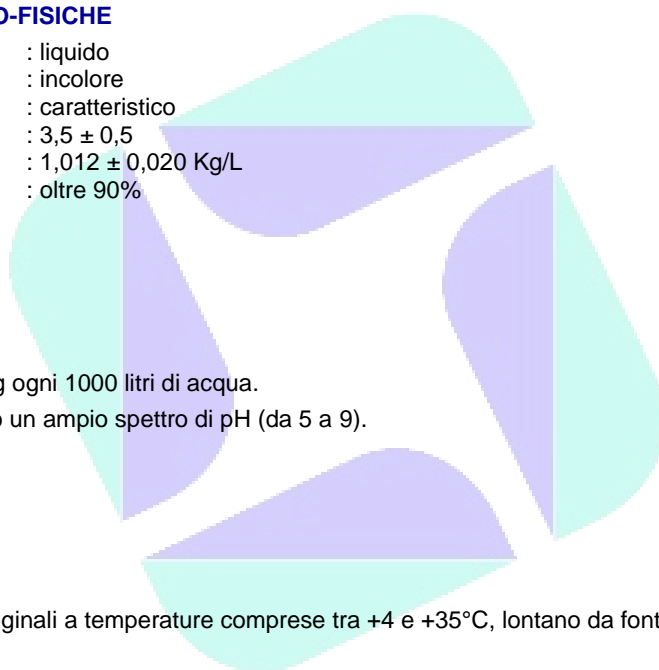 O-FISICHE
: liquido
: incolore
: caratteristico
: 3,5 ± 0,5
: 1,012 ± 0,020 Kg/L
: oltre 90%
g ogni 1000 litri di acqua.
o un ampio spettro di pH (da 5 a 9).
ginali a temperature comprese tra +4 e +35°C, lontano da font